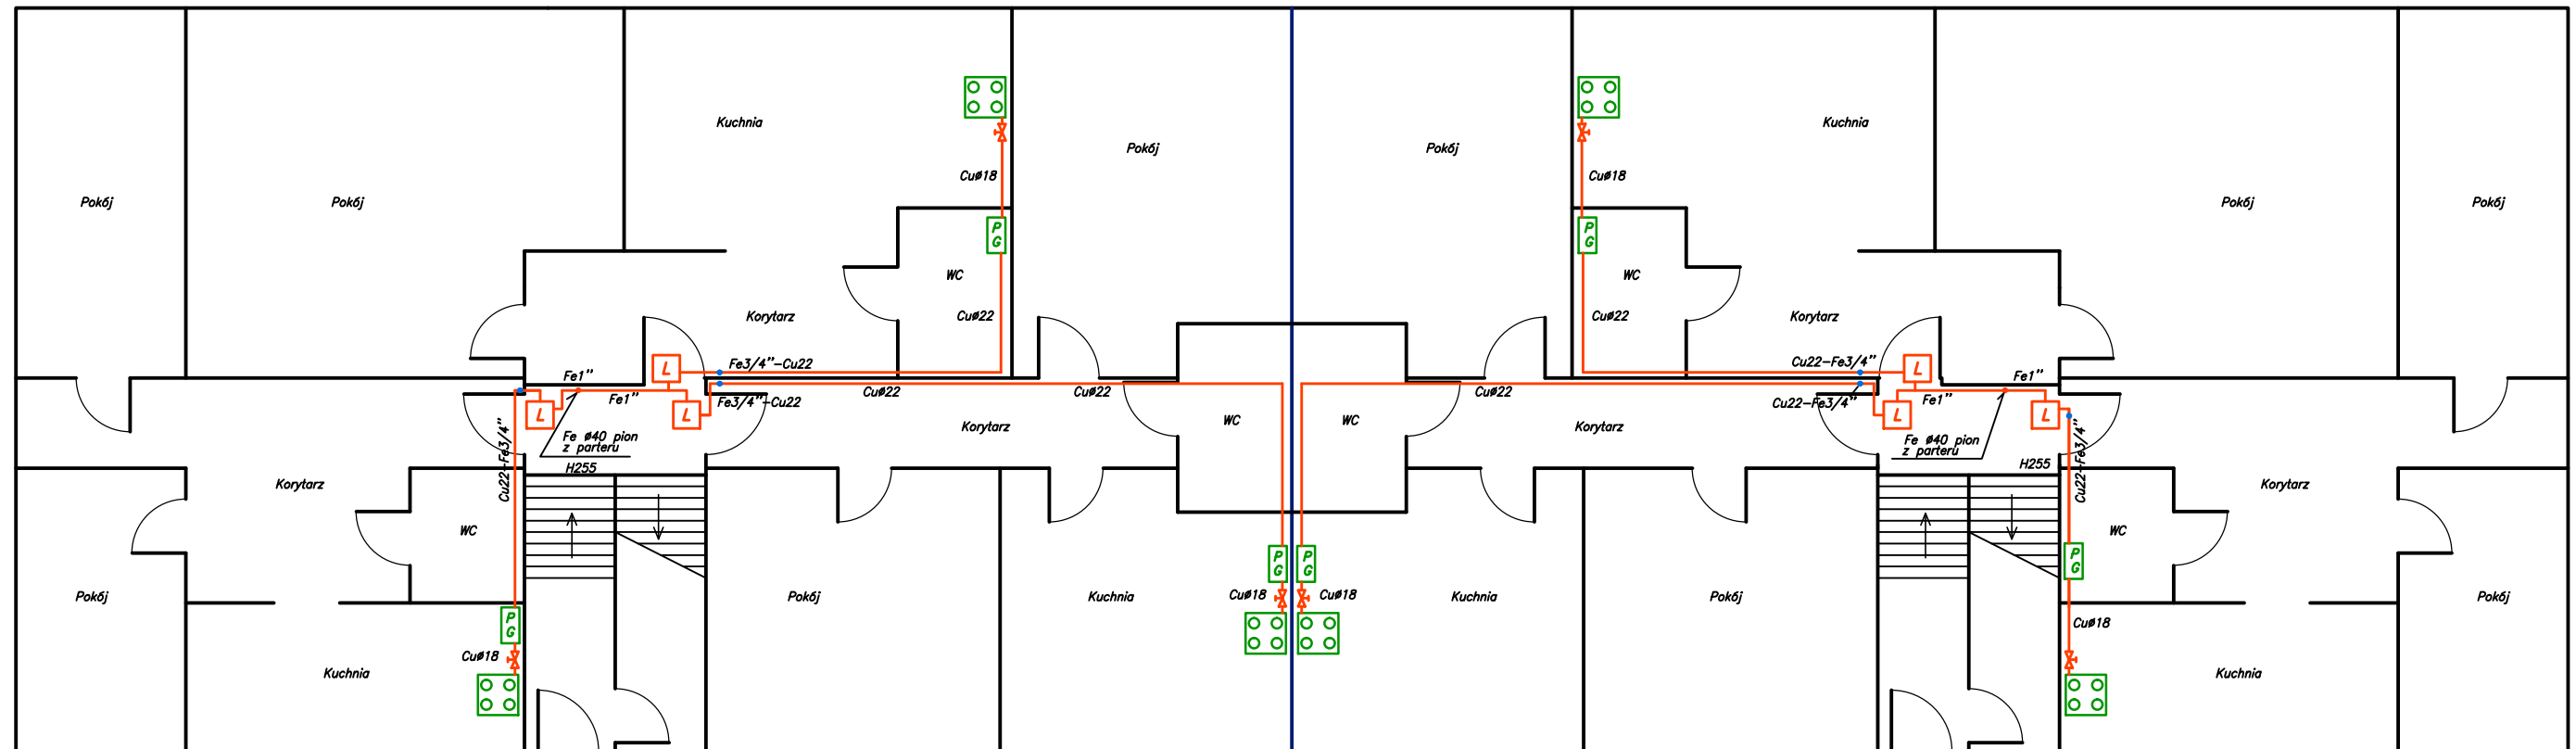 Kuchnia
Kuchnia
Pokój
Pokój
CuØ18
CuØ18
Pokój
Pokój
Pokój
Pokój
P
G
P
G
WC
WC
CuØ22
Korytarz
CuØ22
Korytarz
Fe3/4"-Cu22
Cu22-Fe3/4"
L
L
Fe1"
Fe1"
Fe1"
Fe3/4"-Cu22
CuØ22
CuØ22
CuØ22
Cu22-Fe3/4"
Fe1"
L
L
L
L
WC
WC
Korytarz
Korytarz
Fe Ø40 pion
z parteru
Fe Ø40 pion
z parteru
H255
H255
Cu22-Fe3/4"
Cu22-Fe3/4"
Korytarz
Korytarz
WC
WC
P
G
P
G
P
G
Pokój
Pokój
Kuchnia
CuØ18
CuØ18
Kuchnia
Pokój
Pokój
P
G
CuØ18
CuØ18
Kuchnia
Kuchnia